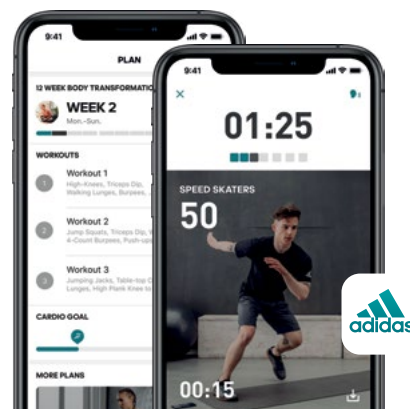 9:41
PLAN
12 WEEK BODY TRANSFORMATIO
WEEK 2
Mon.-Sun.
WORKOUTS
1
Workout 1
High-Knees, Triceps Dip,
Walking Lunges, Burpees,
2
Workout 2
Jump Squats, Triceps Dip, 
4-Count Burpees, Push-ups
3
Workout 3
Jumping Jacks, Table-top
Lunges, High Plank Knee to
CARDIO GOAL
MORE PLANS
9:41
01:25
SPEED SKATERS
50
00:15
adidas